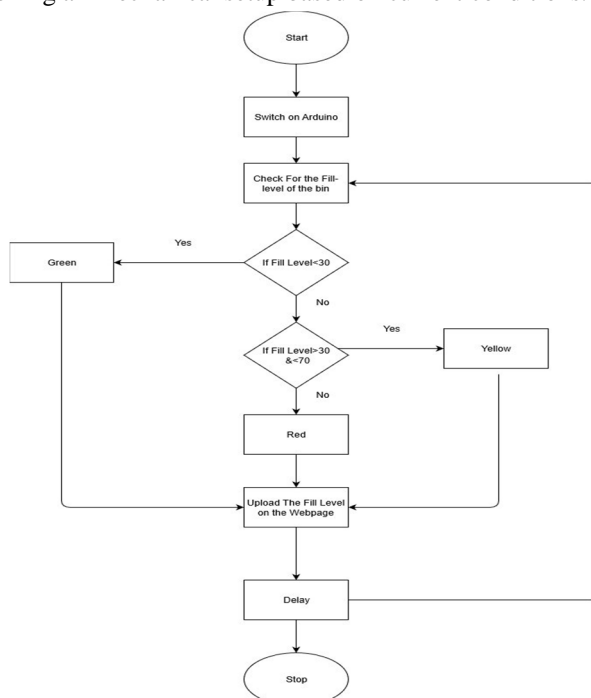 Start
Switch on Arduino
Check For the Fill-
level of the bin
Yes
Green
If Fill Level<30
No
If Fill Level>30
&<70
Yes
Yellow
No
Red
Upload The Fill Level
on the Webpage
Delay
Stop